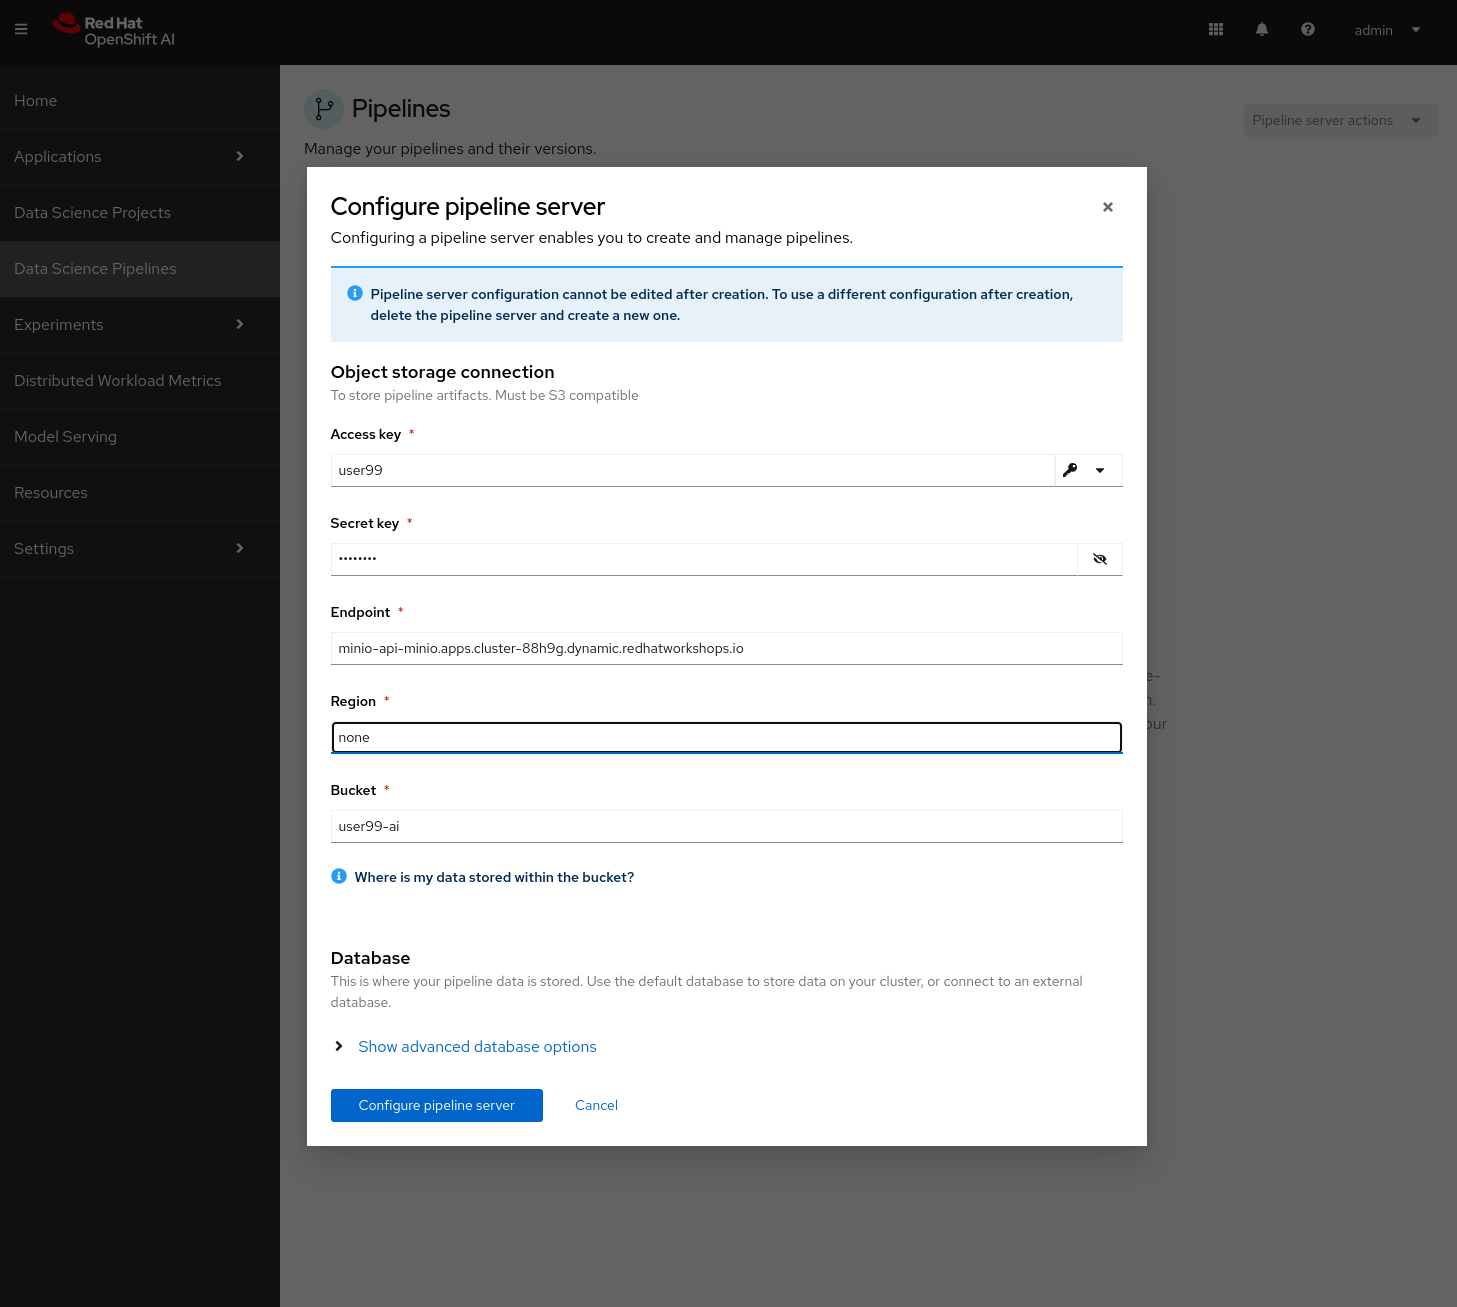 Red Hat
OpenShift AI
admin
Home
Applications
Data Science Projects
Data Science Pipelines
Experiments
Distributed Workload Metrics
Model Serving
Resources
Settings
Pipelines
Pipeline server actions
Manage your pipelines and their versions.
Configure pipeline server
Configuring a pipeline server enables you to create and manage pipelines.
Pipeline server configuration cannot be edited after creation. To use a different configuration after creation,
delete the pipeline server and create a new one.
Object storage connection
To store pipeline artifacts. Must be S3 compatible
Access key *
user99
Secret key *
••••••••
Endpoint *
minio-api-minio.apps.cluster-88h9g.dynamic.redhatworkshops.io
Region *
none
Bucket *
user99-ai
Where is my data stored within the bucket?
Database
This is where your pipeline data is stored. Use the default database to store data on your cluster, or connect to an external
database.
Show advanced database options
Configure pipeline server
Cancel